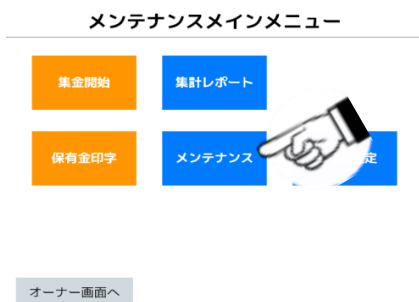 メンテナンスメインメニュー
集金開始
集計レポート
保有金印字
メンテナンス
定
オーナー画面へ